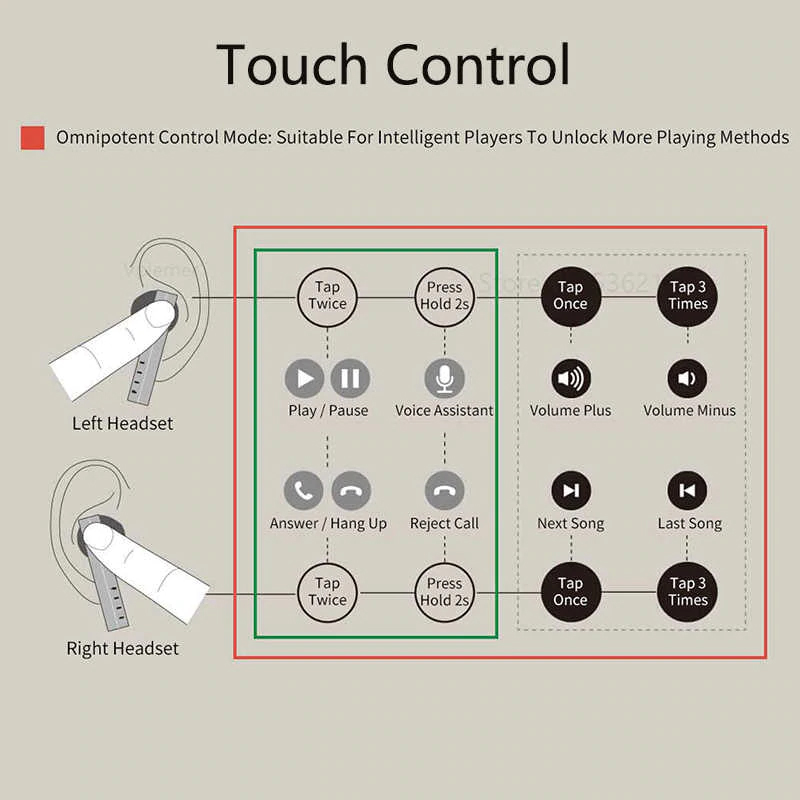 Touch Control
Omnipotent Control Mode: Suitable For Intelligent Players To Unlock More Playing Methods
Tap
Twice
Press
Hold 2s
Tap
Once
Tap 3
Times
Left Headset
Play / Pause
Voice Assistant
Volume Plus
Volume Minus
Answer / Hang Up
Reject Call
Next Song
Last Song
Tap
Twice
Press
Hold 2s
Tap
Once
Tap 3
Times
Right Headset